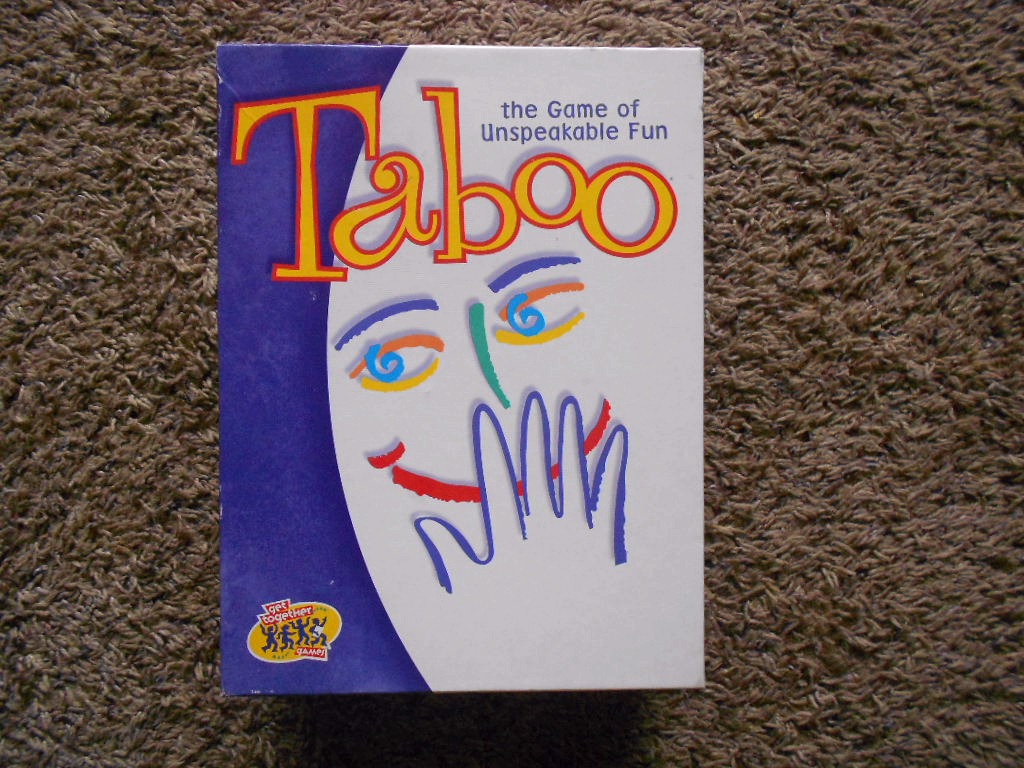 Taboo
the Game of
Unspeakable Fun
get
together
games